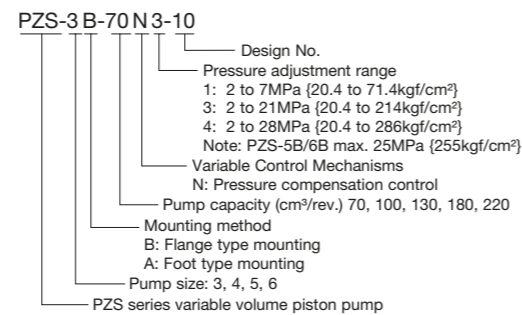 PZS-3 B-70 N 3-10
Design No.
Pressure adjustment range
1: 2 to 7MPa {20.4 to 71.4kgf/cm²}
3: 2 to 21MPa {20.4 to 214kgf/cm²}
4: 2 to 28MPa {20.4 to 286kgf/cm²}
Note: PZS-5B/6B max. 25MPa {255kgf/cm²}
Variable Control Mechanisms
N: Pressure compensation control
Pump capacity (cm³/rev.) 70, 100, 130, 180, 220
Mounting method
B: Flange type mounting
A: Foot type mounting
Pump size: 3, 4, 5, 6
PZS series variable volume piston pump